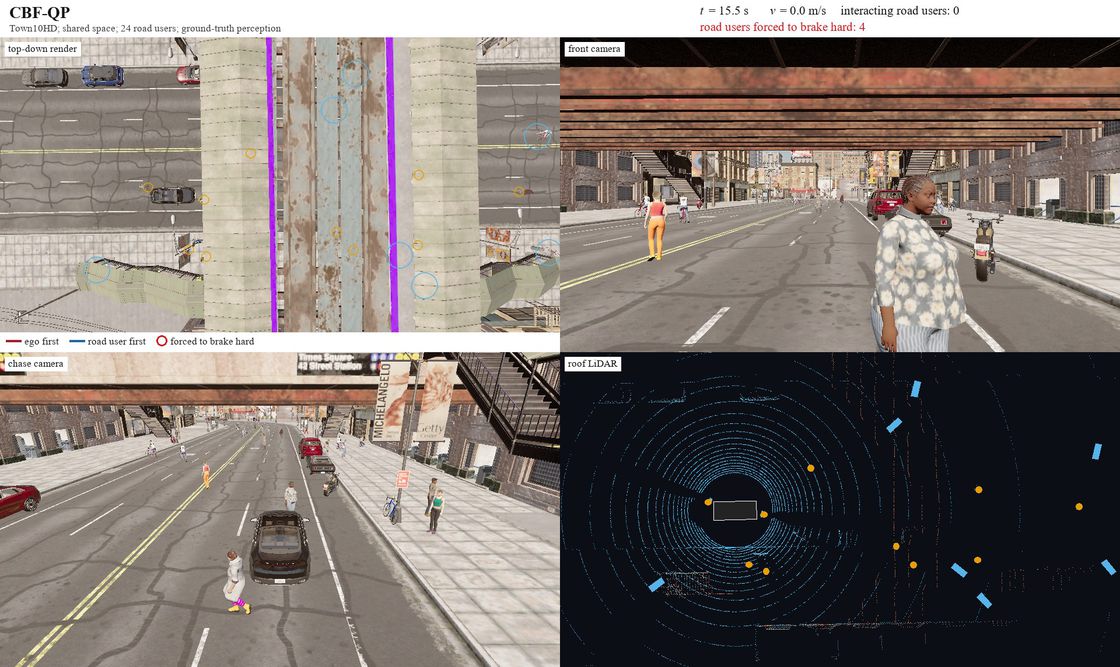 CBF-QP
Town10HD; shared space; 24 road users; ground-truth perception
t = 15.5 s v = 0.0 m/s interacting road users: 0
road users forced to brake hard: 4
top-down render
front camera
ego first road user first forced to brake hard
chase camera
Times Square
42 Street Station
MICHELANGELO
Getty
roof LiDAR